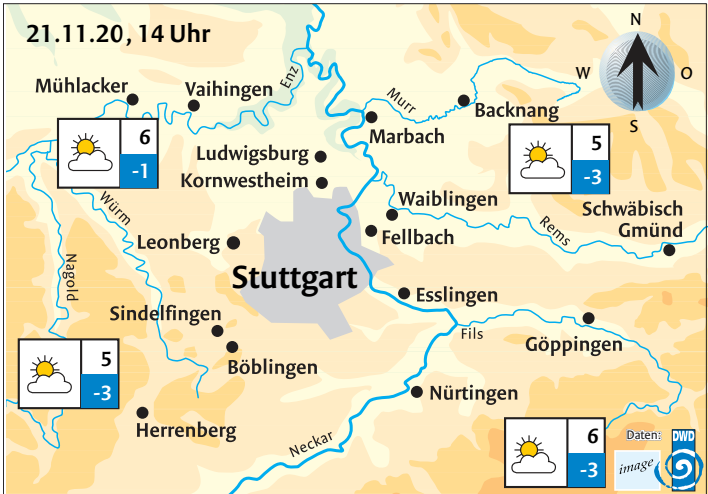 21.11.20, 14 Uhr
N
W
O
S
Mühlacker
Vaihingen
Enz
Murr
Backnang
Marbach
6
-1
5
-3
Ludwigsburg
Kornwestheim
Würm
Waiblingen
Schwäbisch
Gmünd
Rems
Fellbach
Leonberg
Nagold
Stuttgart
Esslingen
Sindelfingen
Fils
Göppingen
Böblingen
5
-3
Nürtingen
Herrenberg
Neckar
6
-3
Daten:
DWD
image